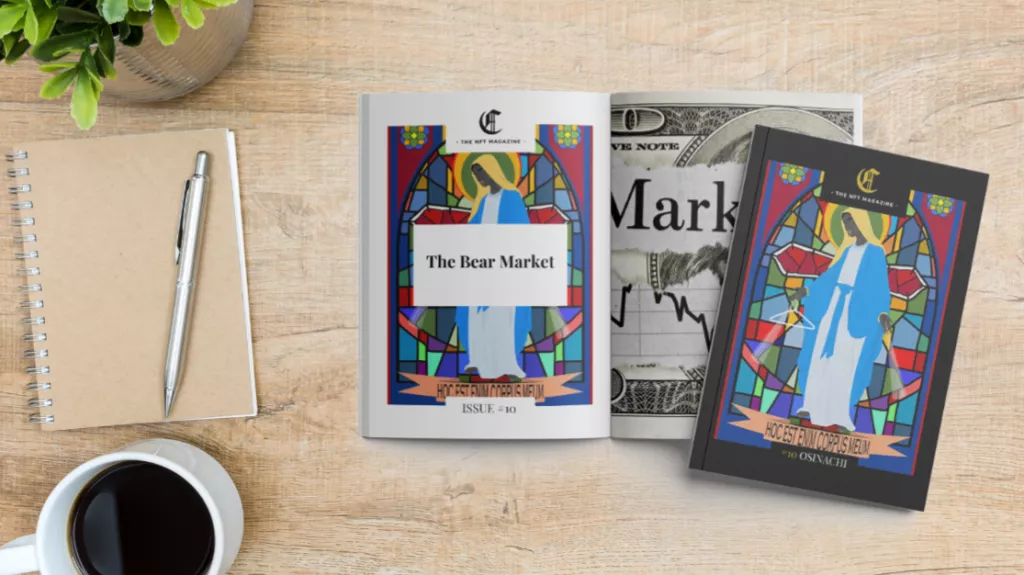 · THE NFT MAGAZINE ·
The Bear Market
HOC EST ENIM CORPUS MEUM
ISSUE #10
VE NOTE
Mark
· THE NFT MAGAZINE ·
HOC EST ENIM CORPUS MEUM
#10 OSINACHI